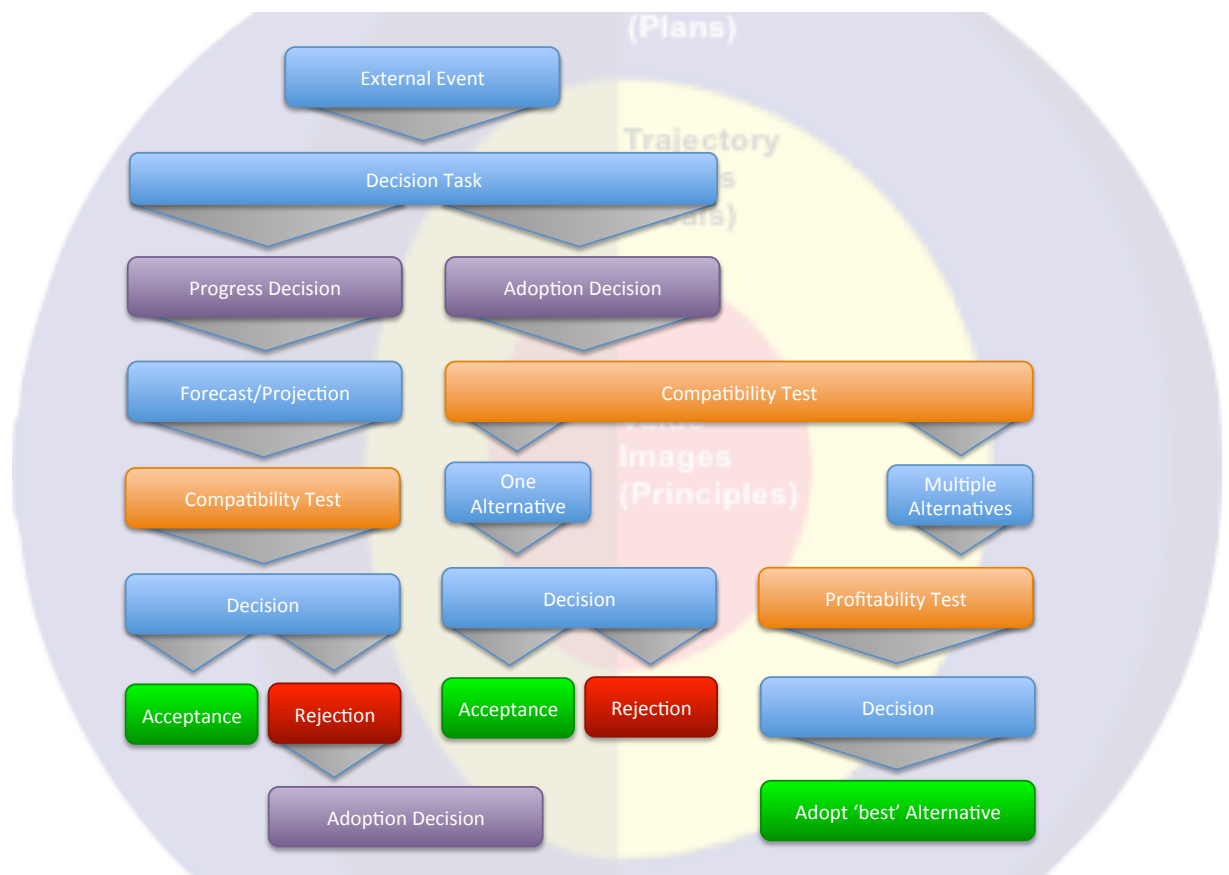 (Plans)
External Event
Trajectory
Decision Task
Progress Decision
Adoption Decision
Forecast/Projection
Compatibility Test
Images
(Principles)
One
Alternative
Multiple
Alternatives
Compatibility Test
Decision
Decision
Profitability Test
Acceptance
Rejection
Acceptance
Rejection
Decision
Adoption Decision
Adopt ‘best’ Alternative